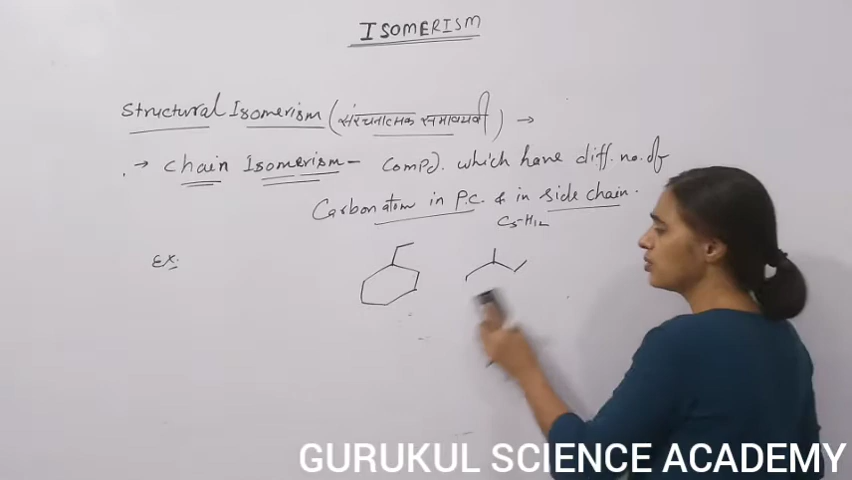 ISOMERISM
Structural Isomerism (संरचनात्मक समावयवी) →
→ Chain Isomerism - Compd. which have diff. no. of
Carbon atom in P.C. & in side chain.
C5H12
Ex.
GURUKUL SCIENCE ACADEMY